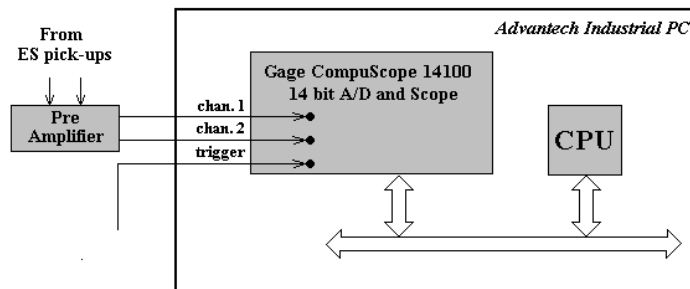 From
ES pick-ups
Pre
Amplifier
chan. 1
chan. 2
trigger
Advantech Industrial PC
Gage CompuScope 14100
14 bit A/D and Scope
CPU